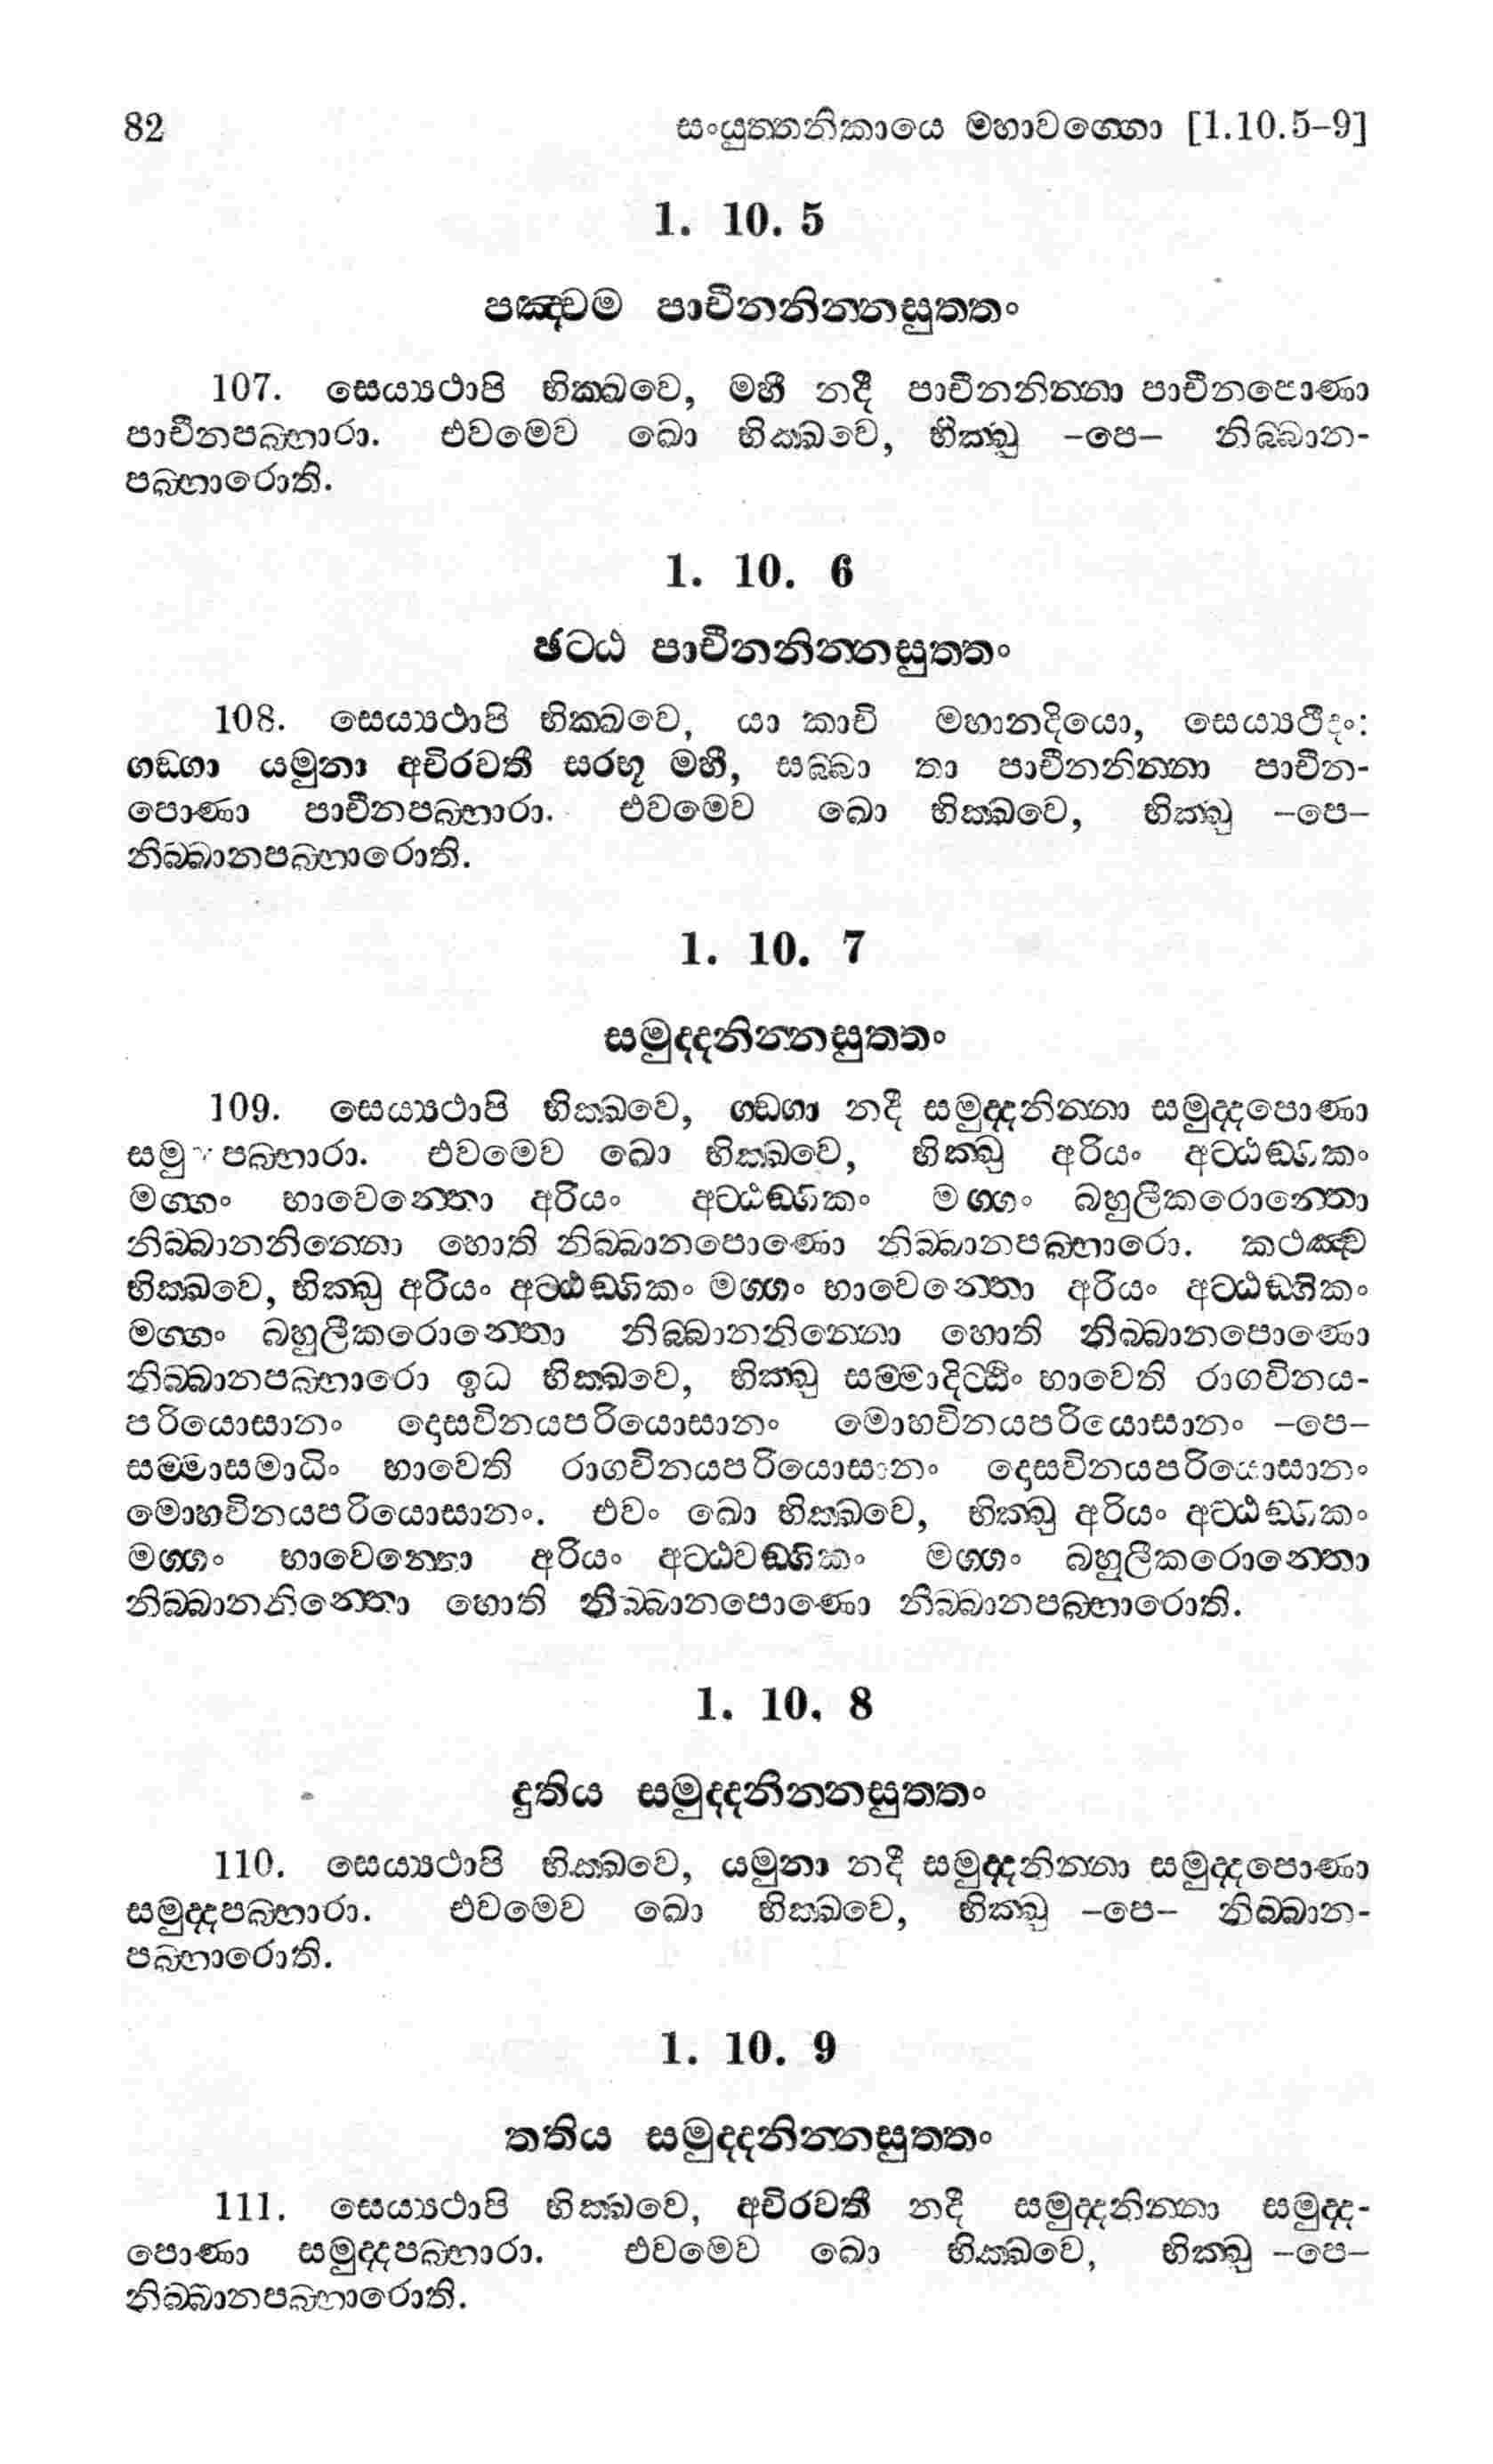 82 සංයුත්තනිකායෙ මහාවග්ගො [1.10.5–9]
1. 10. 5
පඤ්චම පාචීනනින්නසුත්තං
107. සෙය්‍යථාපි භික්ඛවෙ, මහී නදී පාචීනනින්නා පාචීනපොණා
පාචීනපබ්භාරා. එවමෙව ඛො භික්ඛවෙ, භික්ඛු –පෙ– නිබ්බාන-
පබ්භාරොති.
1. 10. 6
ඡට්ඨ පාචීනනින්නසුත්තං
108. සෙය්‍යථාපි භික්ඛවෙ, යා කාචි මහානදියො, සෙය්‍යථීදං:
ගඞ්ගා යමුනා අචිරවතී සරභූ මහී, සබ්බා තා පාචීනනින්නා පාචීන-
පොණා පාචීනපබ්භාරා. එවමෙව ඛො භික්ඛවෙ, භික්ඛු –පෙ–
නිබ්බානපබ්භාරොති.
1. 10. 7
සමුද්දනින්නසුත්තං
109. සෙය්‍යථාපි භික්ඛවෙ, ගඞ්ගා නදී සමුද්දනින්නා සමුද්දපොණා
පබ්භාරා. එවමෙව ඛො භික්ඛවෙ, භික්ඛු අරියං අට්ඨඞ්ගිකං
මග්ගං භාවෙන්තො අරියං අට්ඨඞ්ගිකං මග්ගං බහුලීකරොන්තො
නිබ්බානනින්නො හොති නිබ්බානපොණො නිබ්බානපබ්භාරො. කථඤ්ච
භික්ඛවෙ, භික්ඛු අරියං අට්ඨඞ්ගිකං මග්ගං භාවෙන්තො අරියං අට්ඨඞ්ගිකං
මග්ගං බහුලීකරොන්තො නිබ්බානනින්නො හොති නිබ්බානපොණො
නිබ්බානපබ්භාරො ඉධ භික්ඛවෙ, භික්ඛු සම්මාදිට්ඨිං භාවෙති රාගවිනය-
පරියොසානං දොසවිනයපරියොසානං මොහවිනයපරියොසානං –පෙ–
සම්මාසමාධිං භාවෙති රාගවිනයපරියොසානං දොසවිනයපරියොසානං
මොහවිනයපරියොසානං. එවං ඛො භික්ඛවෙ, භික්ඛු අරියං අට්ඨඞ්ගිකං
මග්ගං භාවෙන්තො අරියං අට්ඨවඞ්ගිකං මග්ගං බහුලීකරොන්තො
නිබ්බානනින්තො හොති නිබ්බානපොණො නිබ්බානපබ්භාරොති.
1. 10. 8
දුතිය සමුද්දනින්නසුත්තං
110. සෙය්‍යථාපි භික්ඛවෙ, යමුනා නදී සමුද්දනින්නා සමුද්දපොණා
සමුද්දපබ්භාරා. එවමෙව ඛො භික්ඛවෙ, භික්ඛු –පෙ– නිබ්බාන-
පබ්භාරොති.
1. 10. 9
තතිය සමුද්දනින්නසුත්තං
111. සෙය්‍යථාපි භික්ඛවෙ, අචිරවතී නදී සමුද්දනින්නා සමුද්ද-
පොණා සමුද්දපබ්භාරා. එවමෙව ඛො භික්ඛවෙ, භික්ඛු –පෙ–
නිබ්බානපබ්භාරොති.